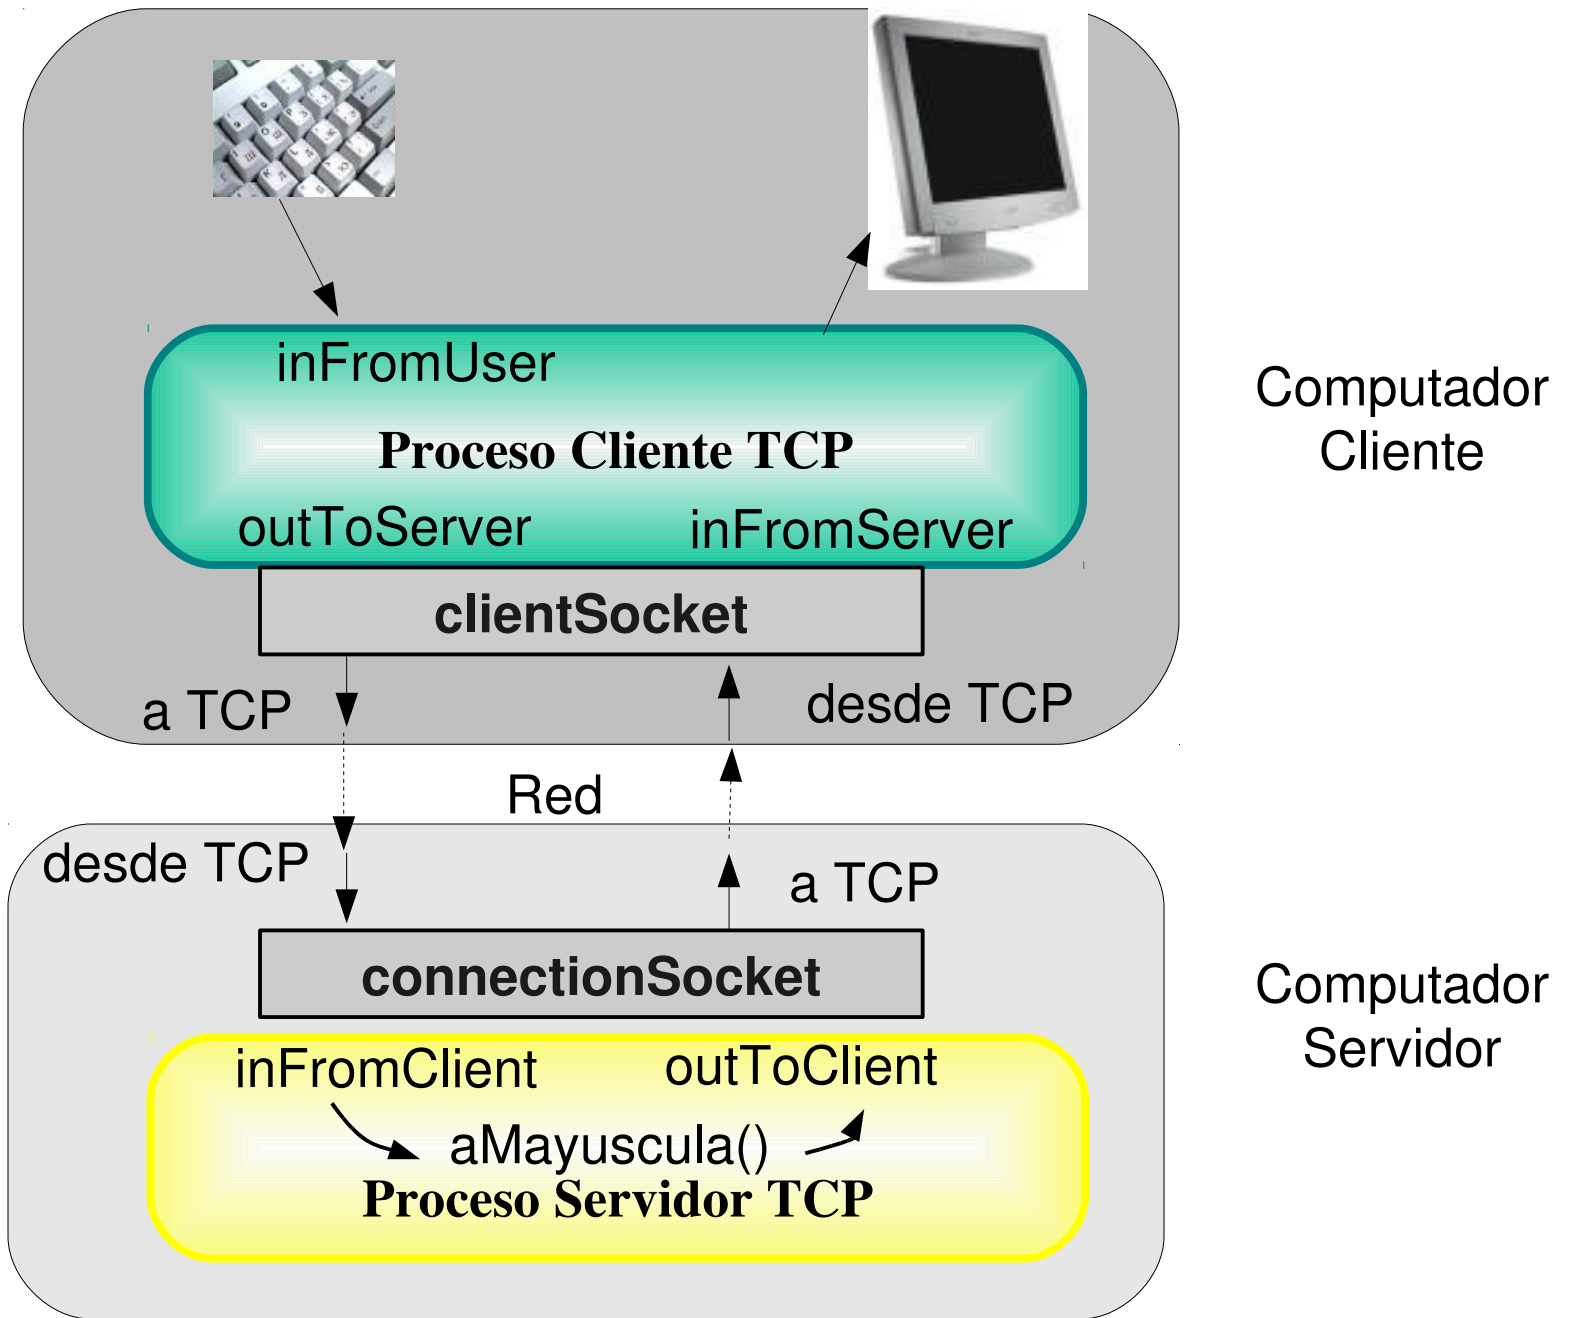 inFromUser
Proceso Cliente TCP
outToServer
inFromServer
clientSocket
a TCP
desde TCP
Computador
Cliente
Red
desde TCP
a TCP
connectionSocket
inFromClient
outToClient
aMayuscula()
Proceso Servidor TCP
Computador
Servidor